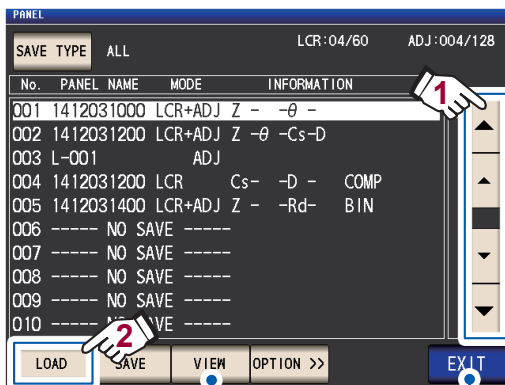 PANEL
SAVE TYPE ALL LCR:04/60 ADJ:004/128
No. PANEL NAME MODE INFORMATION
001 1412031000 LCR+ADJ Z - -θ -
002 1412031200 LCR+ADJ Z -θ -Cs-D
003 L-001 ADJ
004 1412031200 LCR Cs- -D - COMP
005 1412031400 LCR+ADJ Z - -Rd- BIN
006 ----- NO SAVE -----
007 ----- NO SAVE -----
008 ----- NO SAVE -----
009 ----- NO SAVE -----
010 ----- NO SAVE -----
1
2
LOAD SAVE VIEW OPTION >> EXIT